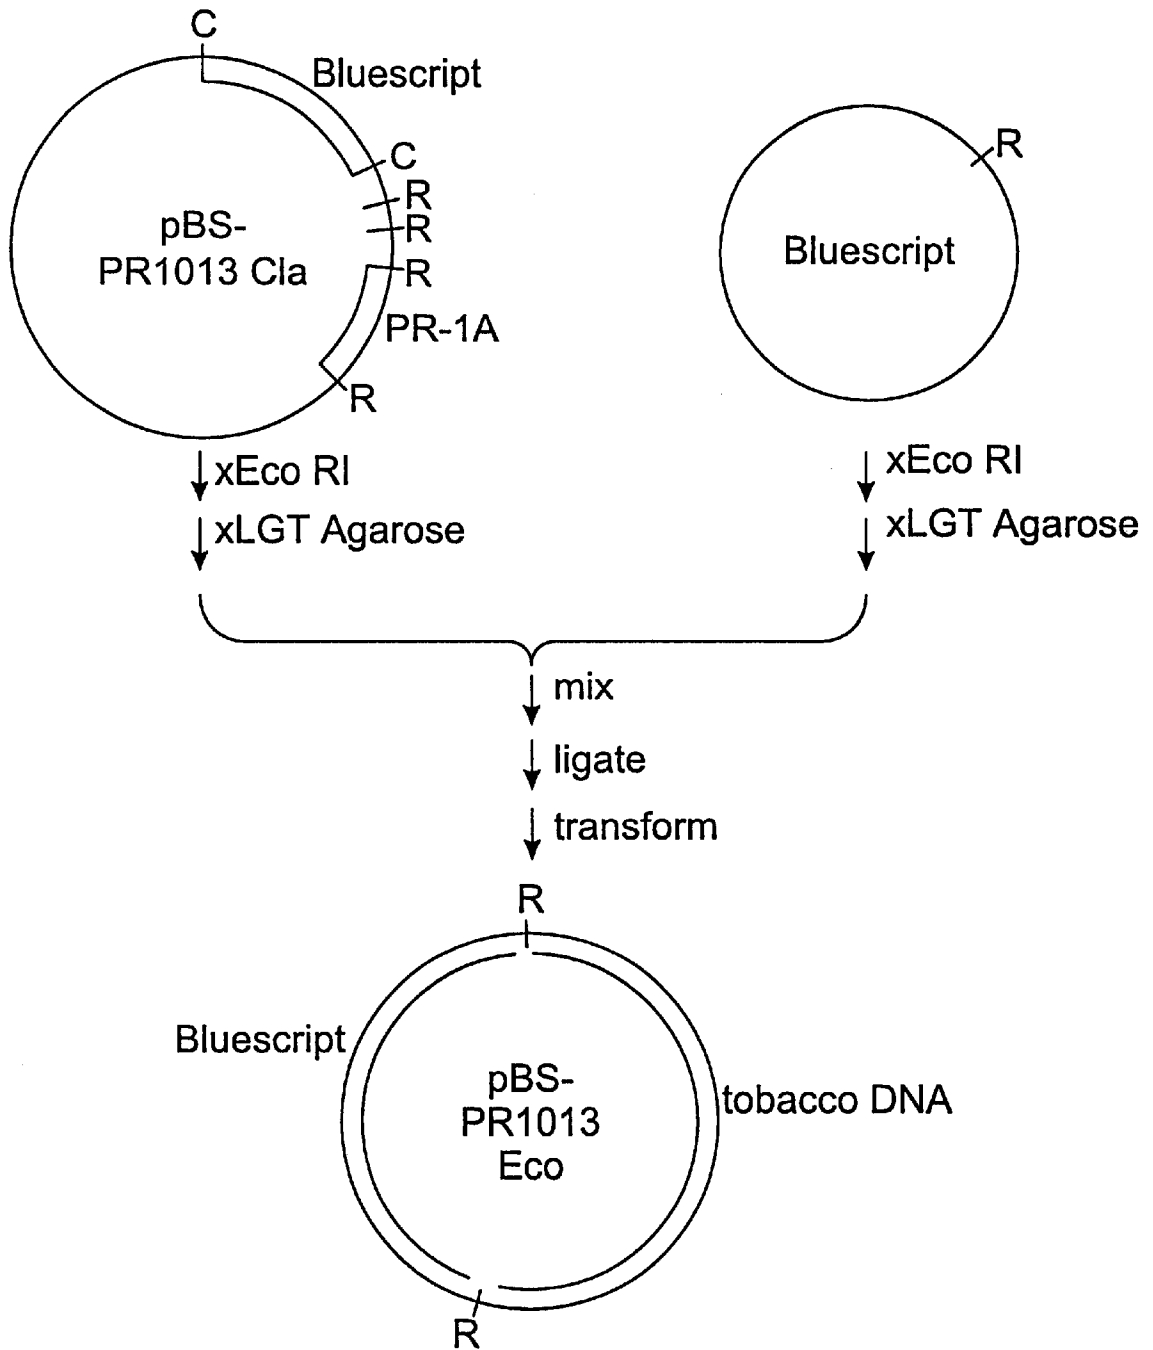 C
Bluescript
C
R
R
R
PR-1A
R
pBS-
PR1013 Cla
R
Bluescript
xEco RI
xLGT Agarose
xEco RI
xLGT Agarose
mix
ligate
transform
R
Bluescript
pBS-
PR1013
Eco
tobacco DNA
R